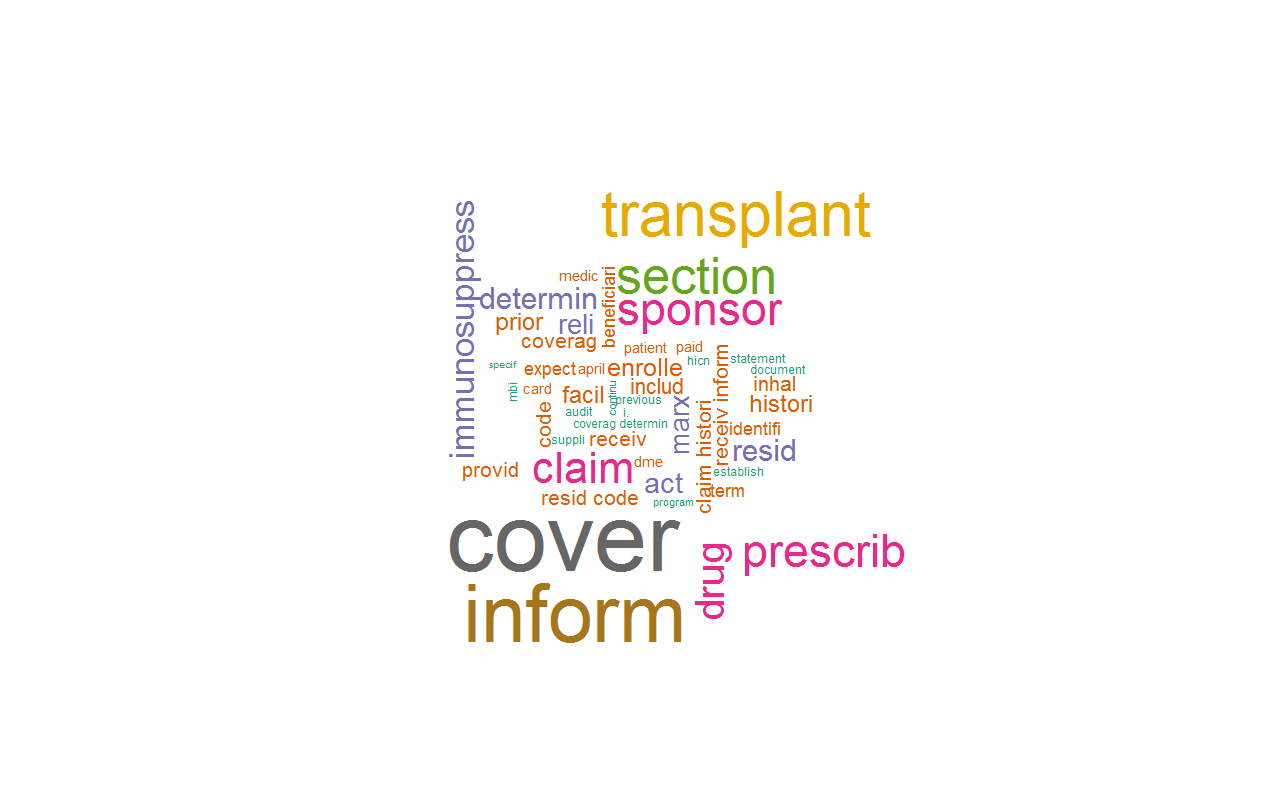 transplant
immunosuppress
section
medic
beneficiari
determin
sponsor
prior
reli
coverag
patient
paid
hicn
statement
specif
expect
april
enrolle
document
mbi
card
facil
includ
inhal
continu
previous
marx
receiv inform
histori
code
audit
i.
coverag determin
claim histori
identifi
suppli
receiv
resid
provid
claim
dme
act
establish
term
resid code
program
cover
drug
prescrib
inform